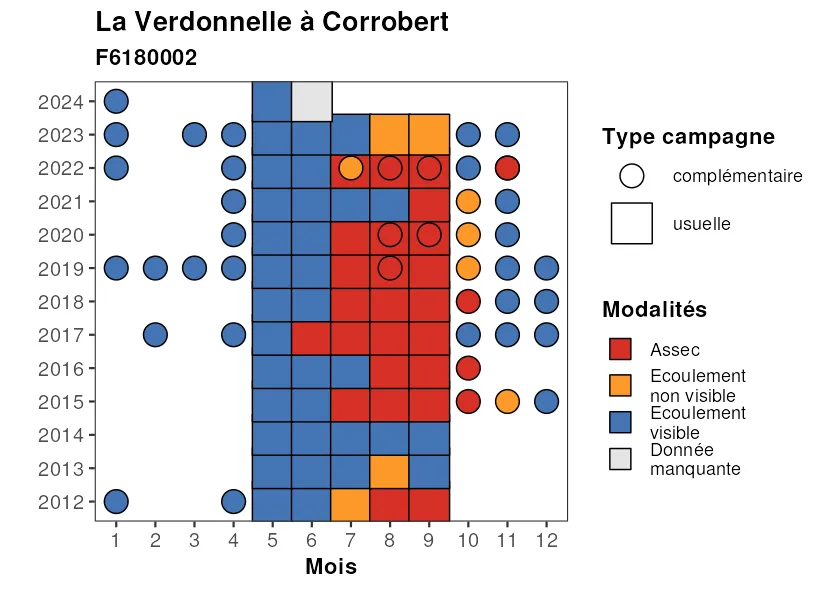 La Verdonnelle à Corrobert
F6180002
2024
2023
2022
2021
2020
2019
2018
2017
2016
2015
2014
2013
2012
1 2 3 4 5 6 7 8 9 10 11 12
Mois
Type campagne
complémentaire
usuelle
Modalités
Assec
Ecoulement
non visible
Ecoulement
visible
Donnée
manquante